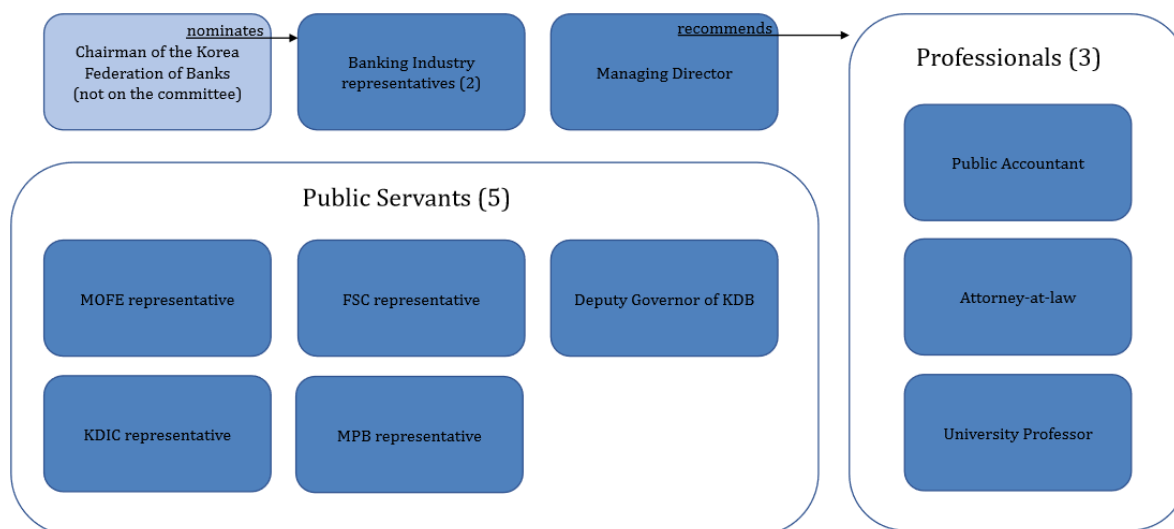 nominates
Chairman of the Korea
Federation of Banks
(not on the committee)
Banking Industry
representatives (2)
recommends
Managing Director
Professionals (3)
Public Accountant
Attorney-at-law
University Professor
Public Servants (5)
MOFE representative
FSC representative
Deputy Governor of KDB
KDIC representative
MPB representative